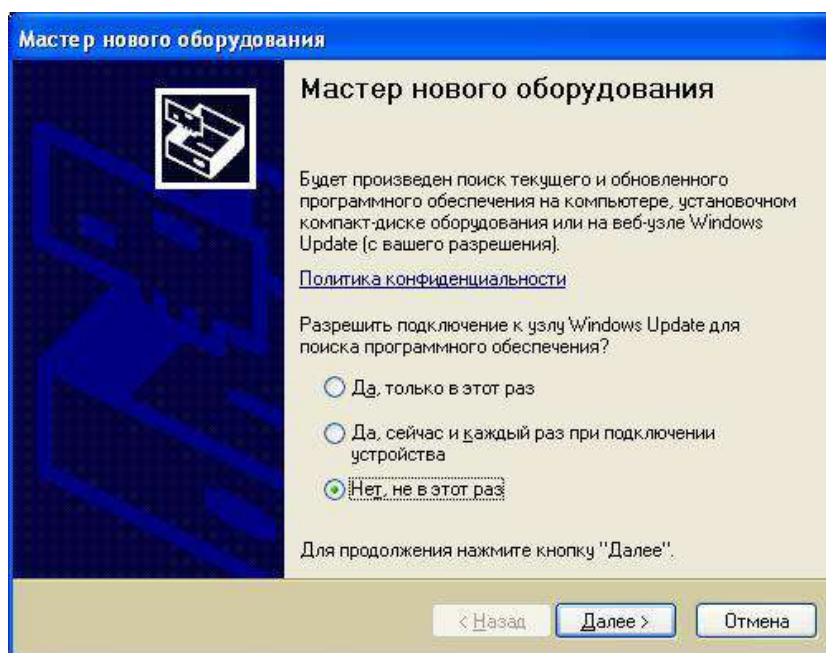 Мастер нового оборудования
Мастер нового оборудования
Будет произведен поиск текущего и обновленного
программного обеспечения на компьютере, установочном
компакт-диске оборудования или на веб-узле Windows
Update (с вашего разрешения).
Политика конфиденциальности
Разрешить подключение к узлу Windows Update для
поиска программного обеспечения?
Да, только в этот раз
Да, сейчас и каждый раз при подключении
устройства
Нет, не в этот раз
Для продолжения нажмите кнопку "Далее".
< Назад Далее > Отмена